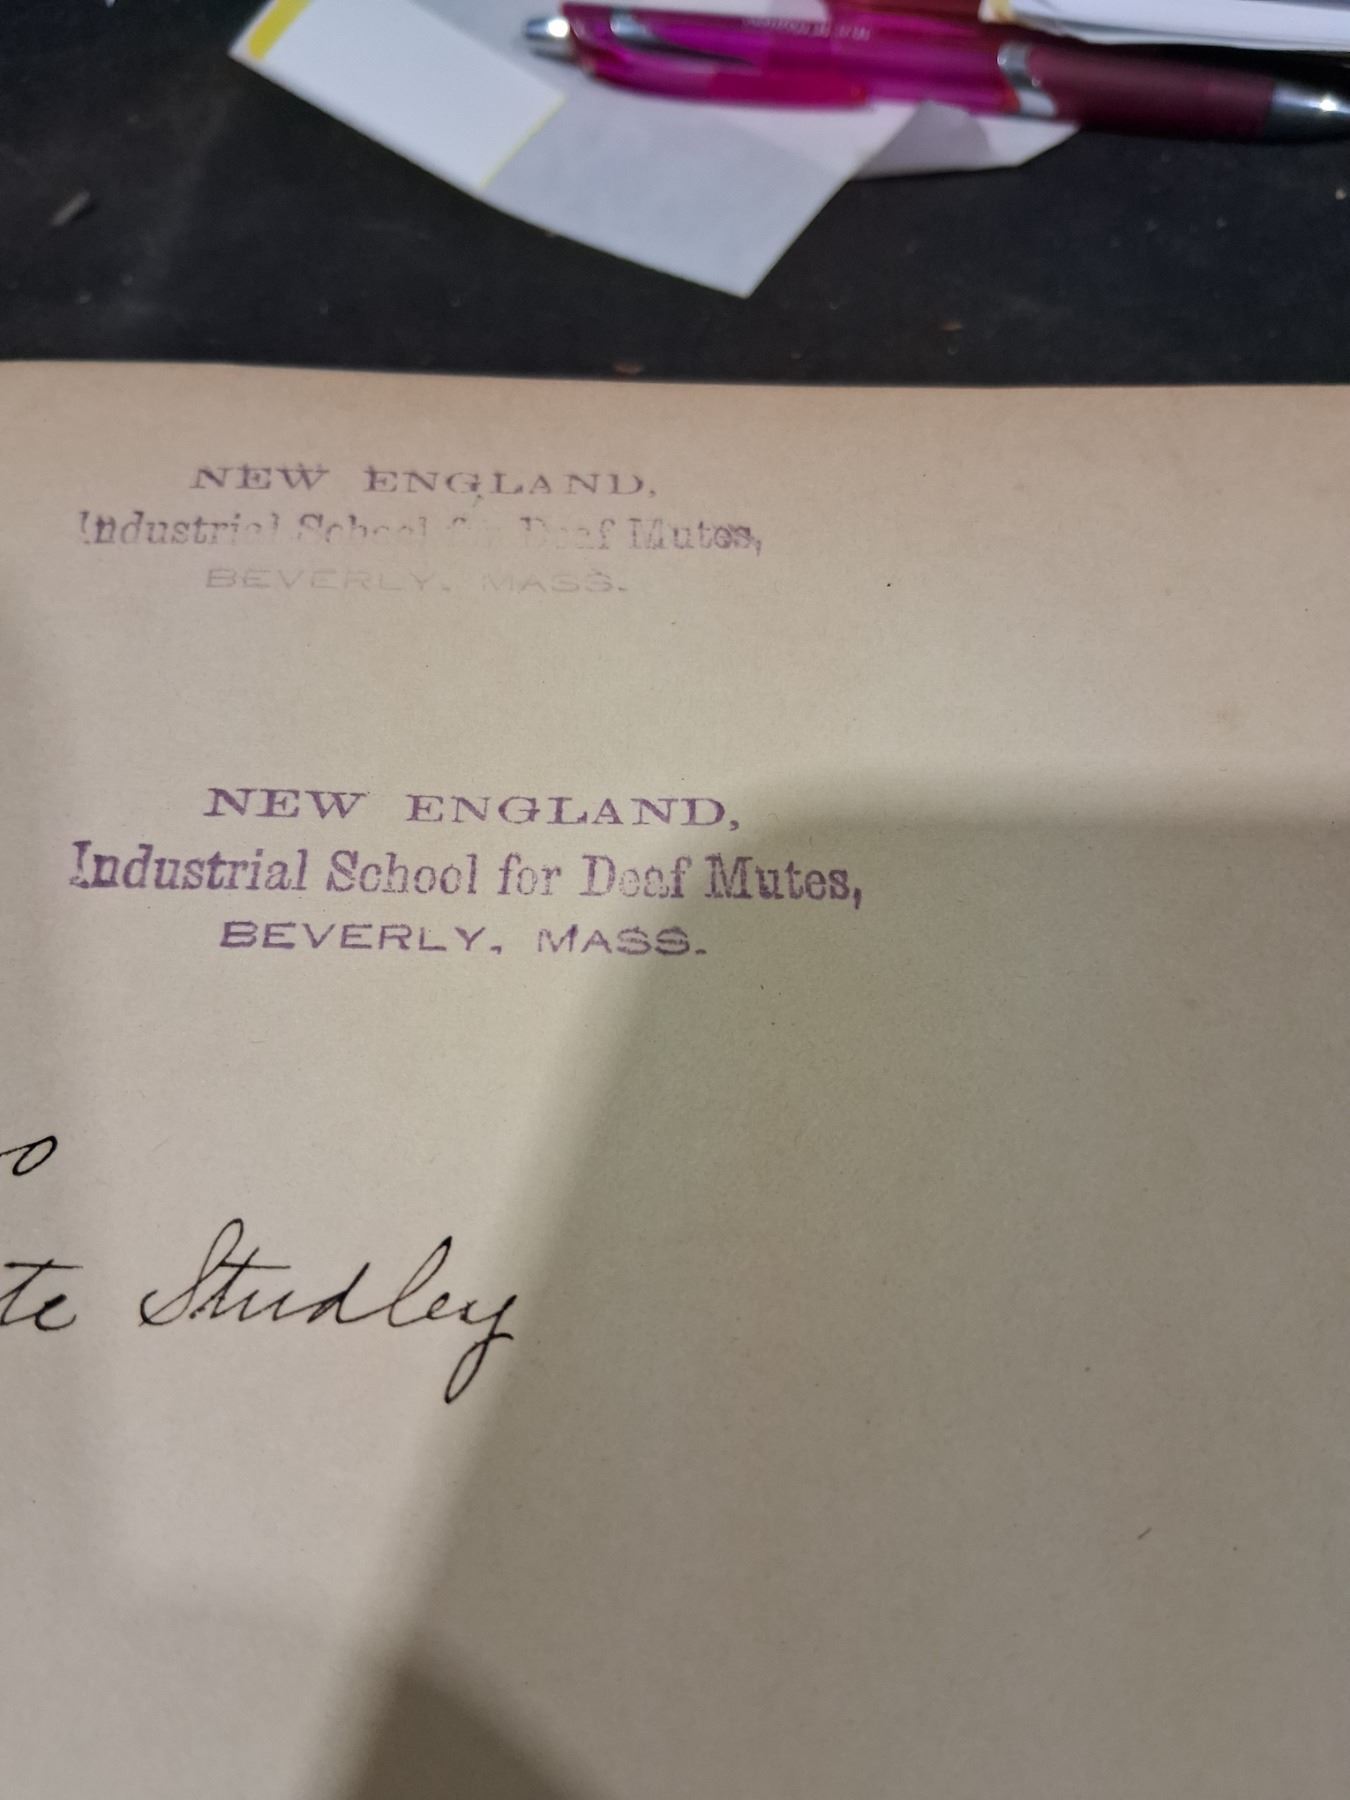 NEW ENGLAND,
Industrial School for Deaf Mutes,
BEVERLY, MASS.
NEW ENGLAND,
Industrial School for Deaf Mutes,
BEVERLY, MASS.
o
te Studley